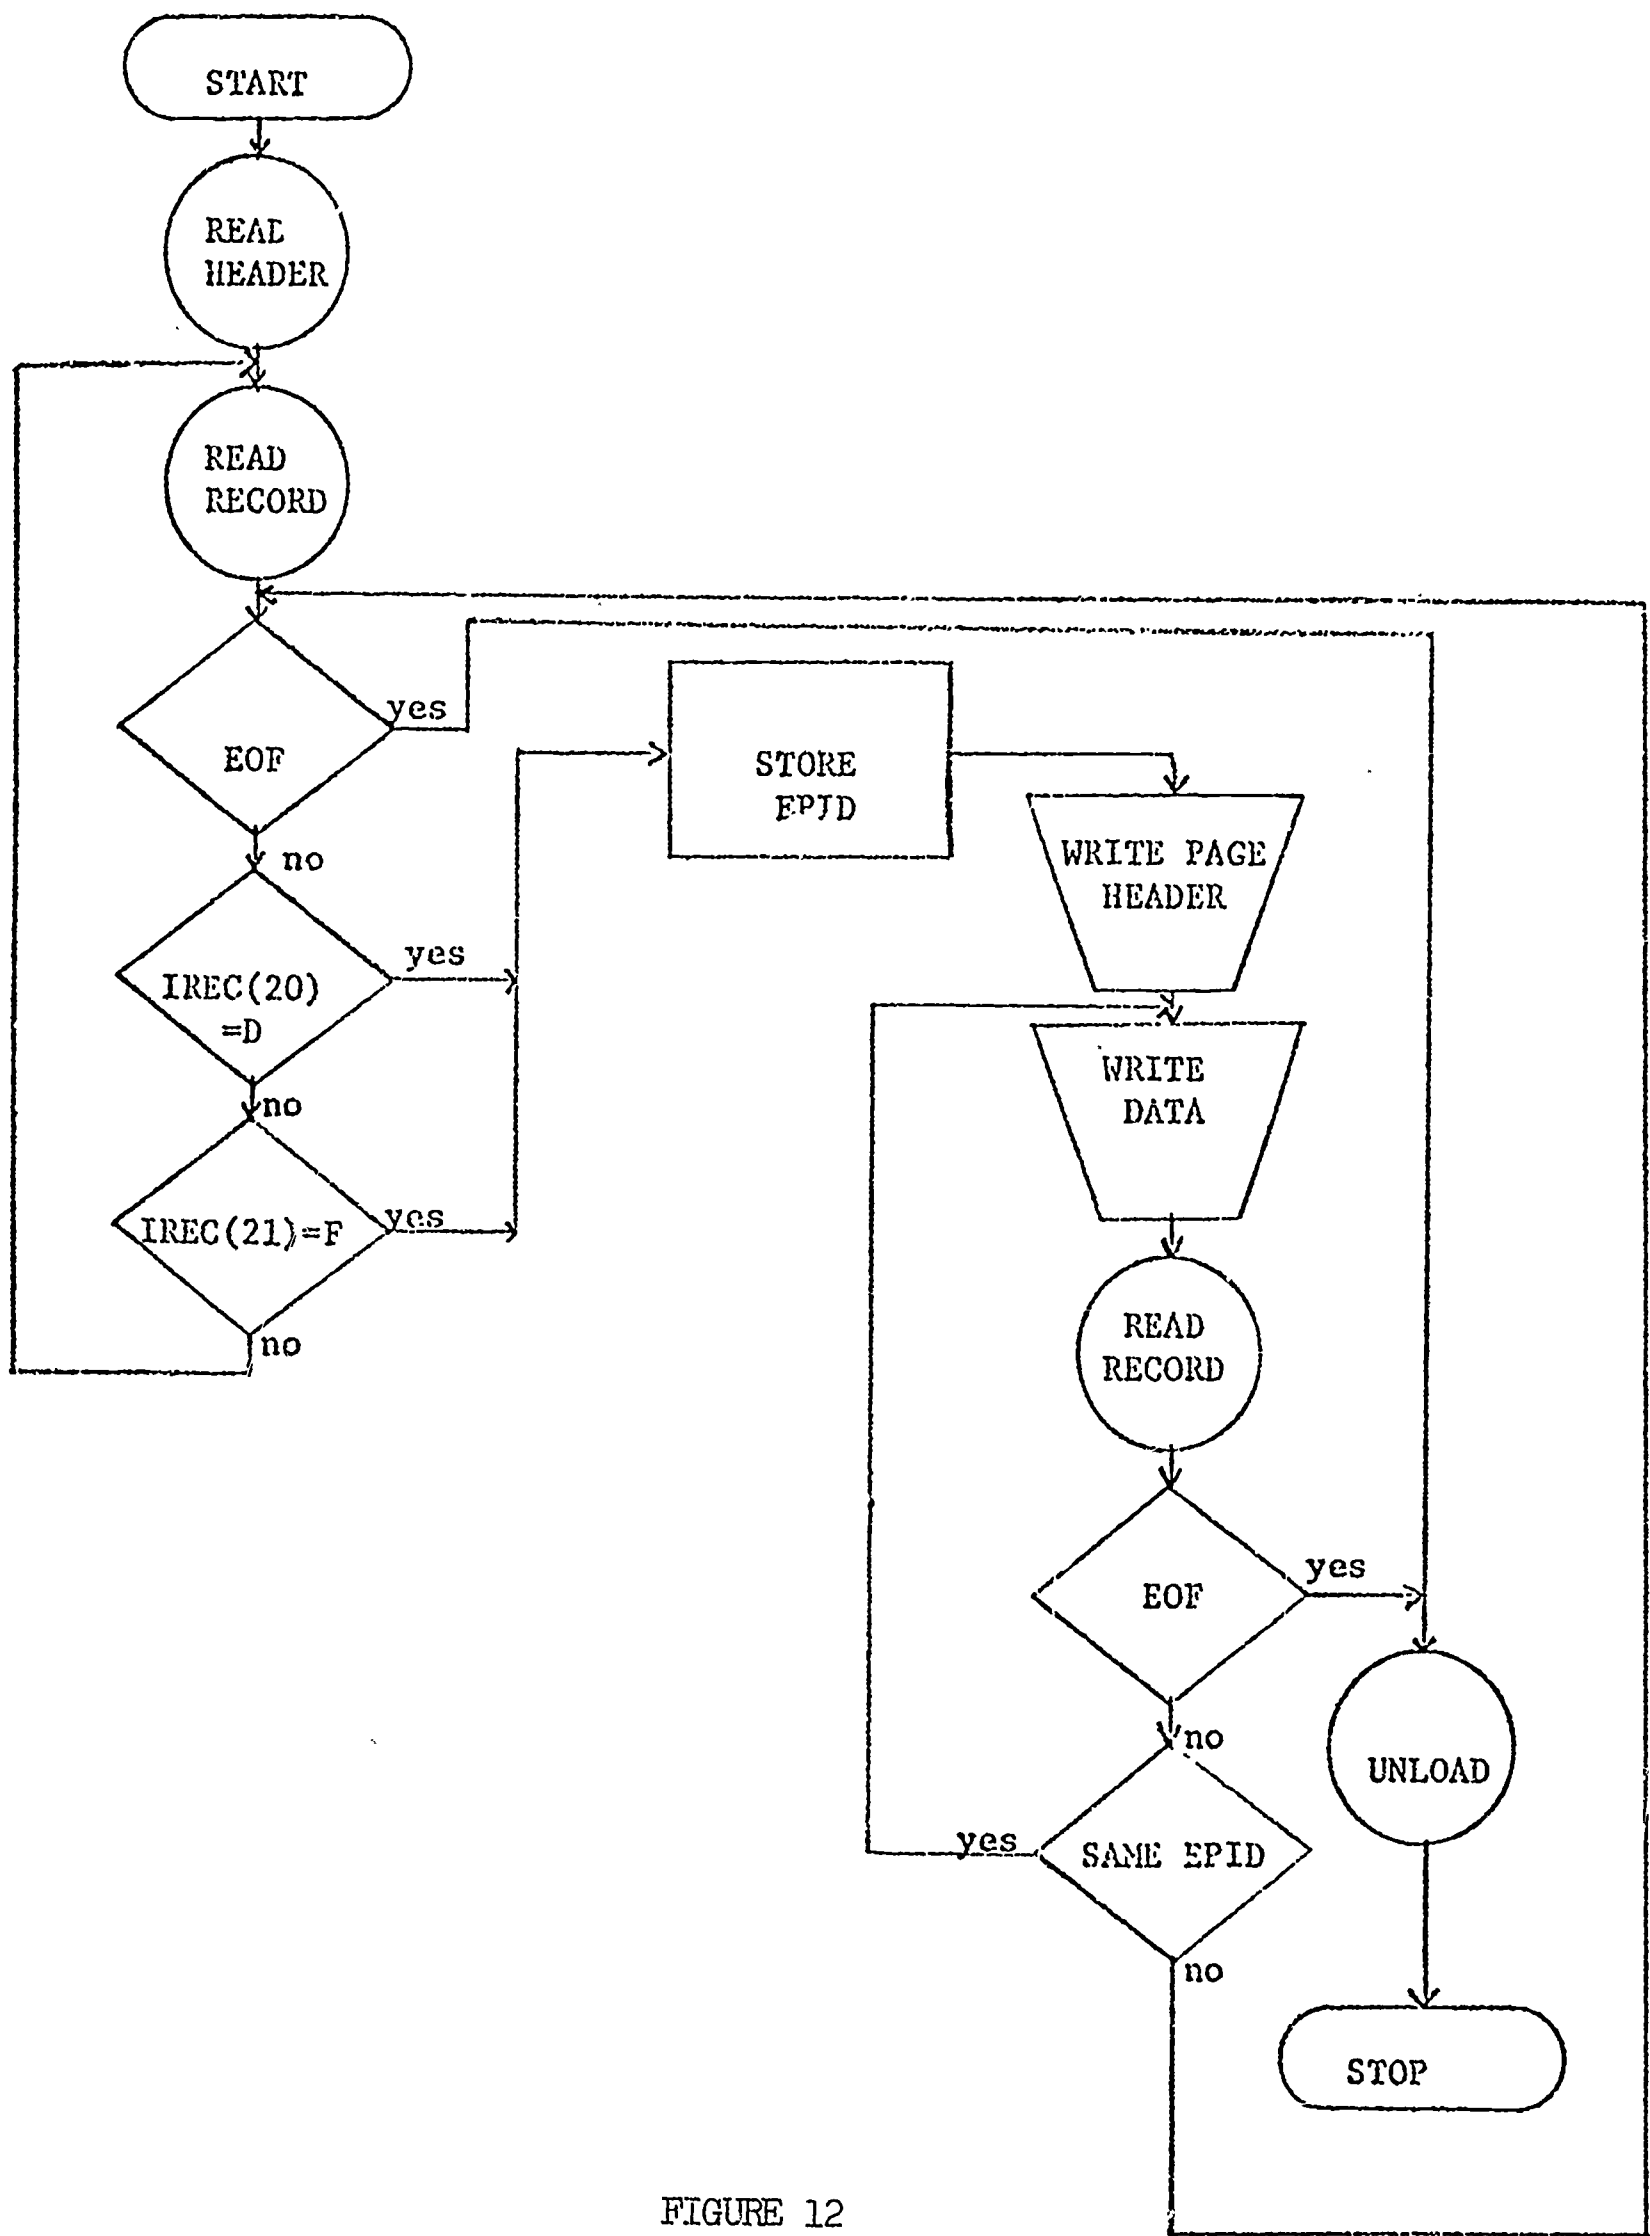 START
READ
HEADER
READ
RECORD
EOF
yes
no
IREC(20)
=D
yes
no
IREC(21)=F
yes
no
STORE
EPID
WRITE PAGE
HEADER
WRITE
DATA
READ
RECORD
EOF
yes
no
SAME EPID
yes
no
UNLOAD
STOP
FIGURE 12